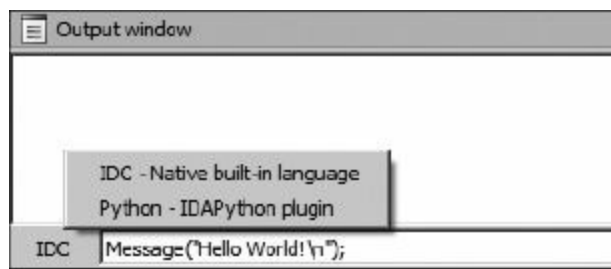 Output window
IDC - Native built-in language
Python - IDAPython plugin
IDC Message("Hello World!\n");